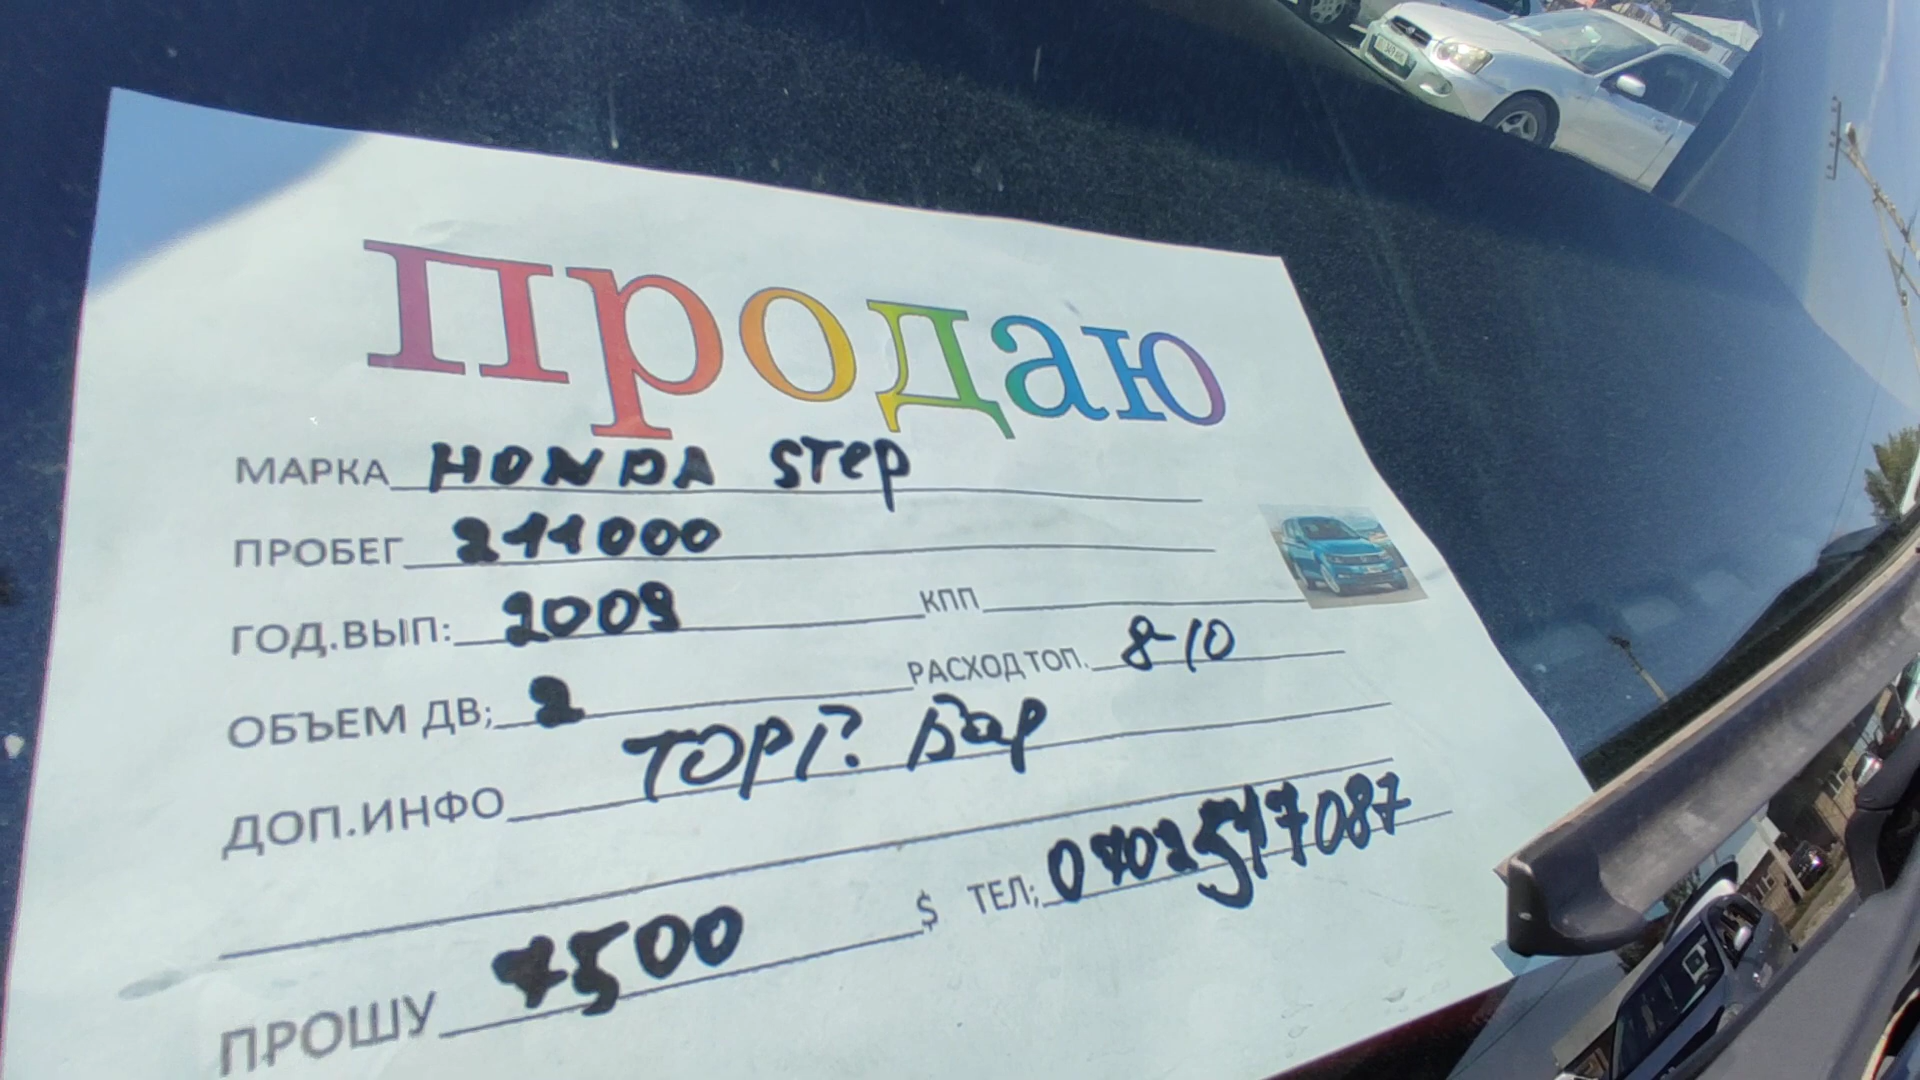 продаю
МАРКА HONDA STEP
ПРОБЕГ 211000
ГОД.ВЫП: 2009 КПП
ОБЪЕМ ДВ; 2 РАСХОД ТОП. 8-10
ДОП.ИНФО ТОРГ. Бар
ПРОШУ 7500 $ ТЕЛ; 0702517087